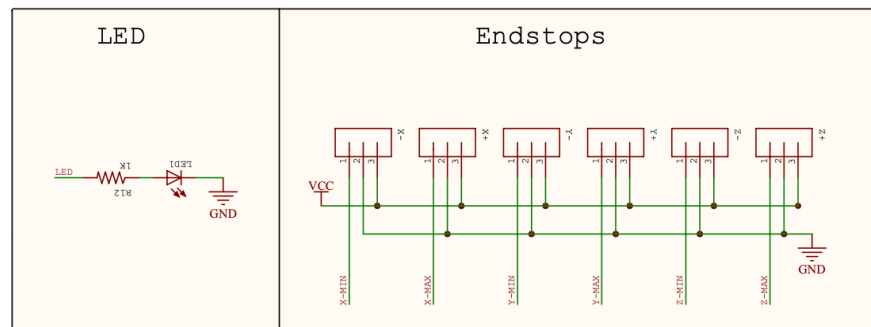 LED
Endstops
X-
X+
Y-
Y+
Z-
Z+
1 2 3
1 2 3
1 2 3
1 2 3
1 2 3
1 2 3
LED
1K
R12
LED1
GND
VCC
GND
X-MIN
X-MAX
Y-MIN
Y-MAX
Z-MIN
Z-MAX